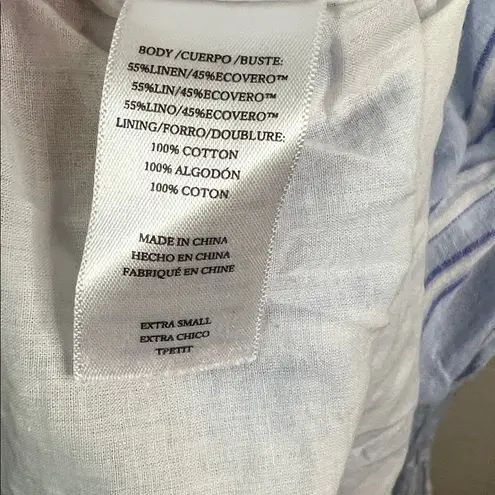 BODY /CUERPO /BUSTE:
55%LINEN/45%ECOVERO™
55%LIN/45%ECOVERO™
55%LINO/45%ECOVERO™
LINING/FORRO/DOUBLURE:
100% COTTON
100% ALGODÓN
100% COTON
MADE IN CHINA
HECHO EN CHINA
FABRIQUÉ EN CHINE
EXTRA SMALL
EXTRA CHICO
TPETIT